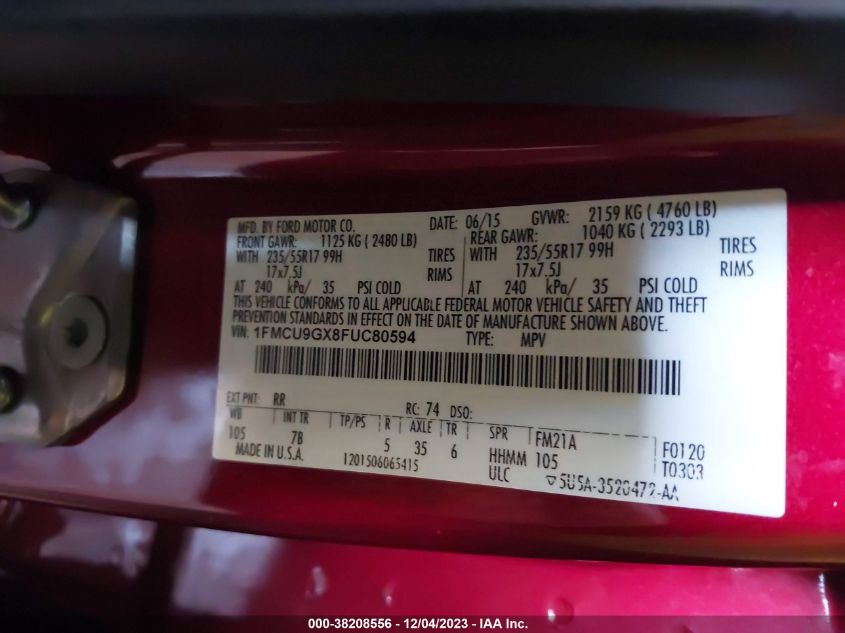 MFD. BY FORD MOTOR CO. DATE: 06/15 GVWR: 2159 KG ( 4760 LB)
FRONT GAWR: 1125 KG ( 2480 LB) REAR GAWR: 1040 KG ( 2293 LB)
WITH 235/55R17 99H TIRES WITH 235/55R17 99H TIRES
17x7.5J RIMS 17x7.5J RIMS
AT 240 kPa/ 35 PSI COLD AT 240 kPa/ 35 PSI COLD
THIS VEHICLE CONFORMS TO ALL APPLICABLE FEDERAL MOTOR VEHICLE SAFETY AND THEFT
PREVENTION STANDARDS IN EFFECT ON THE DATE OF MANUFACTURE SHOWN ABOVE.
VIN: 1FMCU9GX8FUC80594 TYPE: MPV
EXT PNT: RR RC: 74 DSO:
WB INT TR TP/PS R AXLE TR SPR FM21A F0120
105 7B 5 35 6 HHMM 105 T0303
MADE IN U.S.A. 1201506065415 ULC 5U5A-3520472-AA
000-38208556 - 12/04/2023 - IAA Inc.